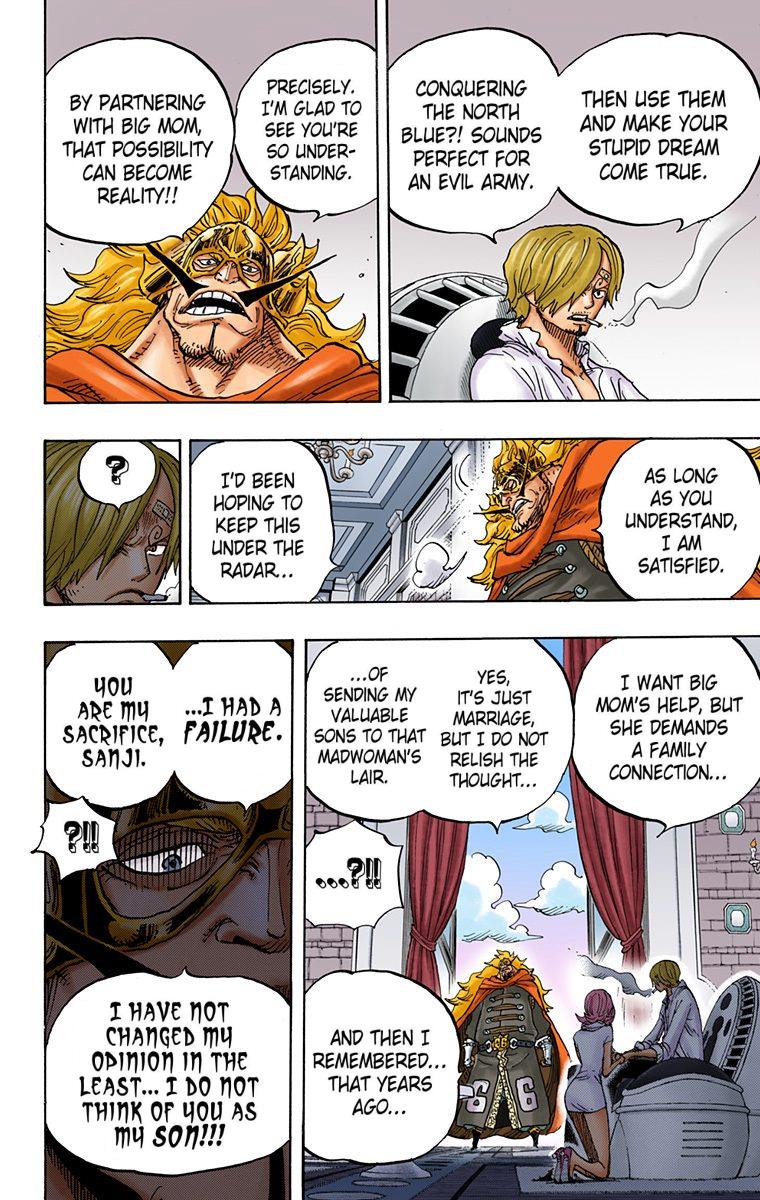 THEN USE THEM
AND MAKE YOUR
STUPID DREAM
COME TRUE.
CONQUERING
THE NORTH
BLUE?! SOUNDS
PERFECT FOR
AN EVIL ARMY.
PRECISELY.
I'M GLAD TO
SEE YOU'RE
SO UNDER-
STANDING.
BY PARTNERING
WITH BIG MOM,
THAT POSSIBILITY
CAN BECOME
REALITY!!
AS LONG
AS YOU
UNDERSTAND,
I AM
SATISFIED.
I'D BEEN
HOPING TO
KEEP THIS
UNDER THE
RADAR...
?
I WANT BIG
MOM'S HELP, BUT
SHE DEMANDS
A FAMILY
CONNECTION...
YES,
IT'S JUST
MARRIAGE,
BUT I DO NOT
RELISH THE
THOUGHT...
...OF
SENDING MY
VALUABLE
SONS TO THAT
MADWOMAN'S
LAIR.
...?!!
AND THEN I
REMEMBERED...
THAT YEARS
AGO...
66
...I HAD A
FAILURE.
YOU
ARE MY
SACRIFICE,
SANJI.
?!!
I HAVE NOT
CHANGED MY
OPINION IN THE
LEAST... I DO NOT
THINK OF YOU AS
MY SON!!!